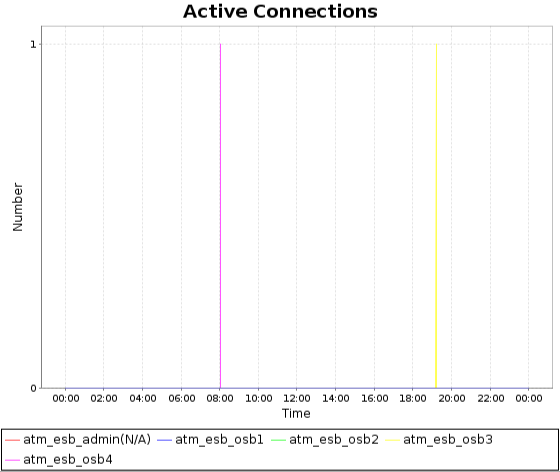 Active Connections
1
Number
0
00:00 02:00 04:00 06:00 08:00 10:00 12:00 14:00 16:00 18:00 20:00 22:00 00:00
Time
atm_esb_admin(N/A) atm_esb_osb1 atm_esb_osb2 atm_esb_osb3
atm_esb_osb4